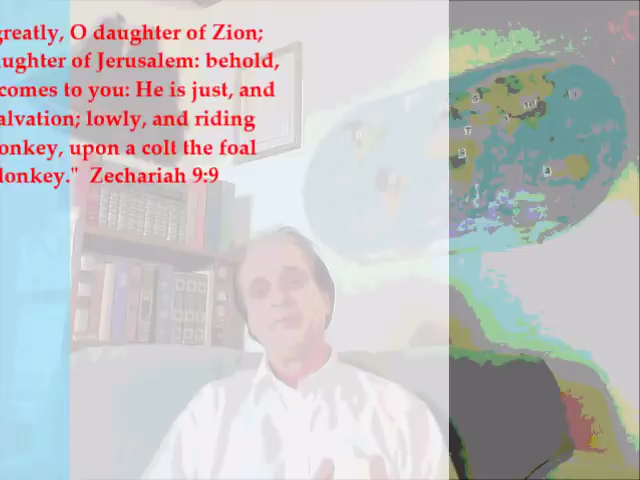 greatly, O daughter of Zion;
ughter of Jerusalem: behold,
comes to you: He is just, and
alvation; lowly, and riding
onkey, upon a colt the foal
donkey." Zechariah 9:9